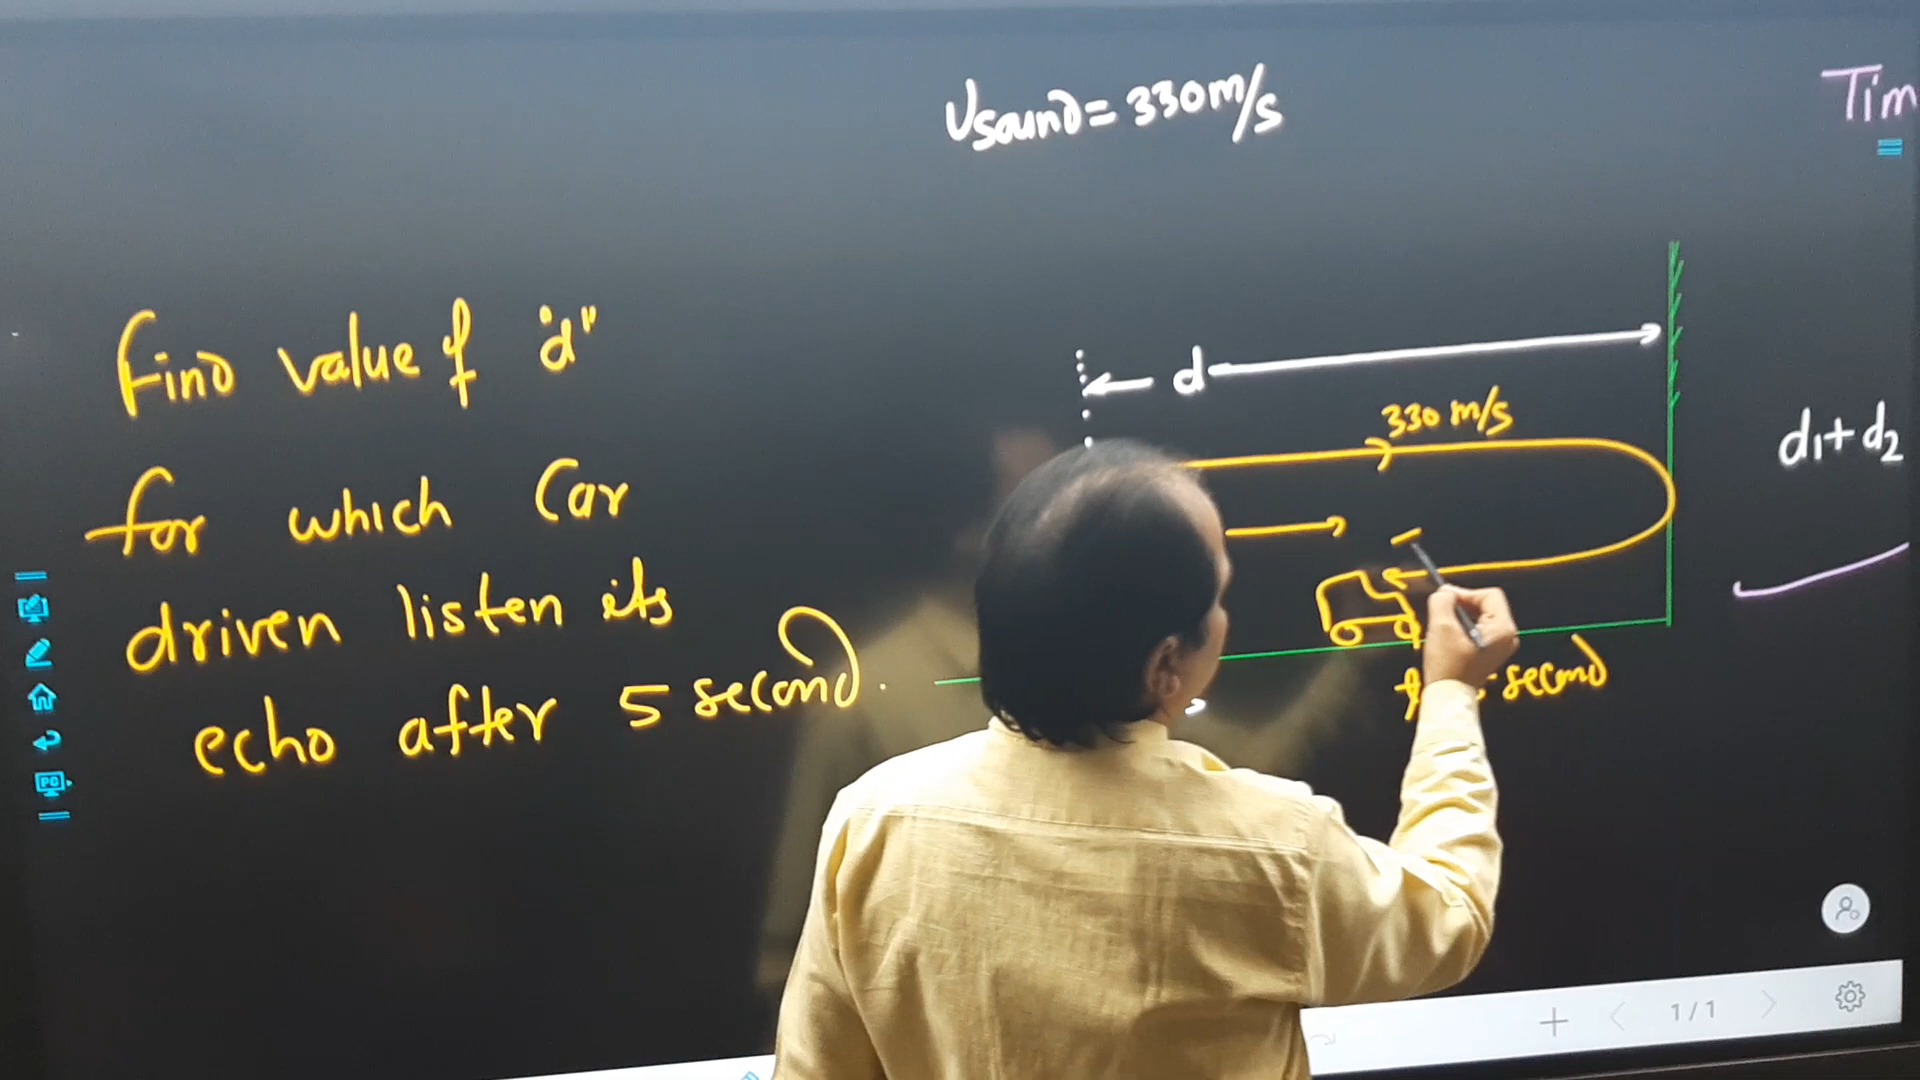 Vsound = 330 m/s
Tim
Find value of "d"
for which Car
driven listen its
echo after 5 second.
d
330 m/s
d1 + d2
second
1/1